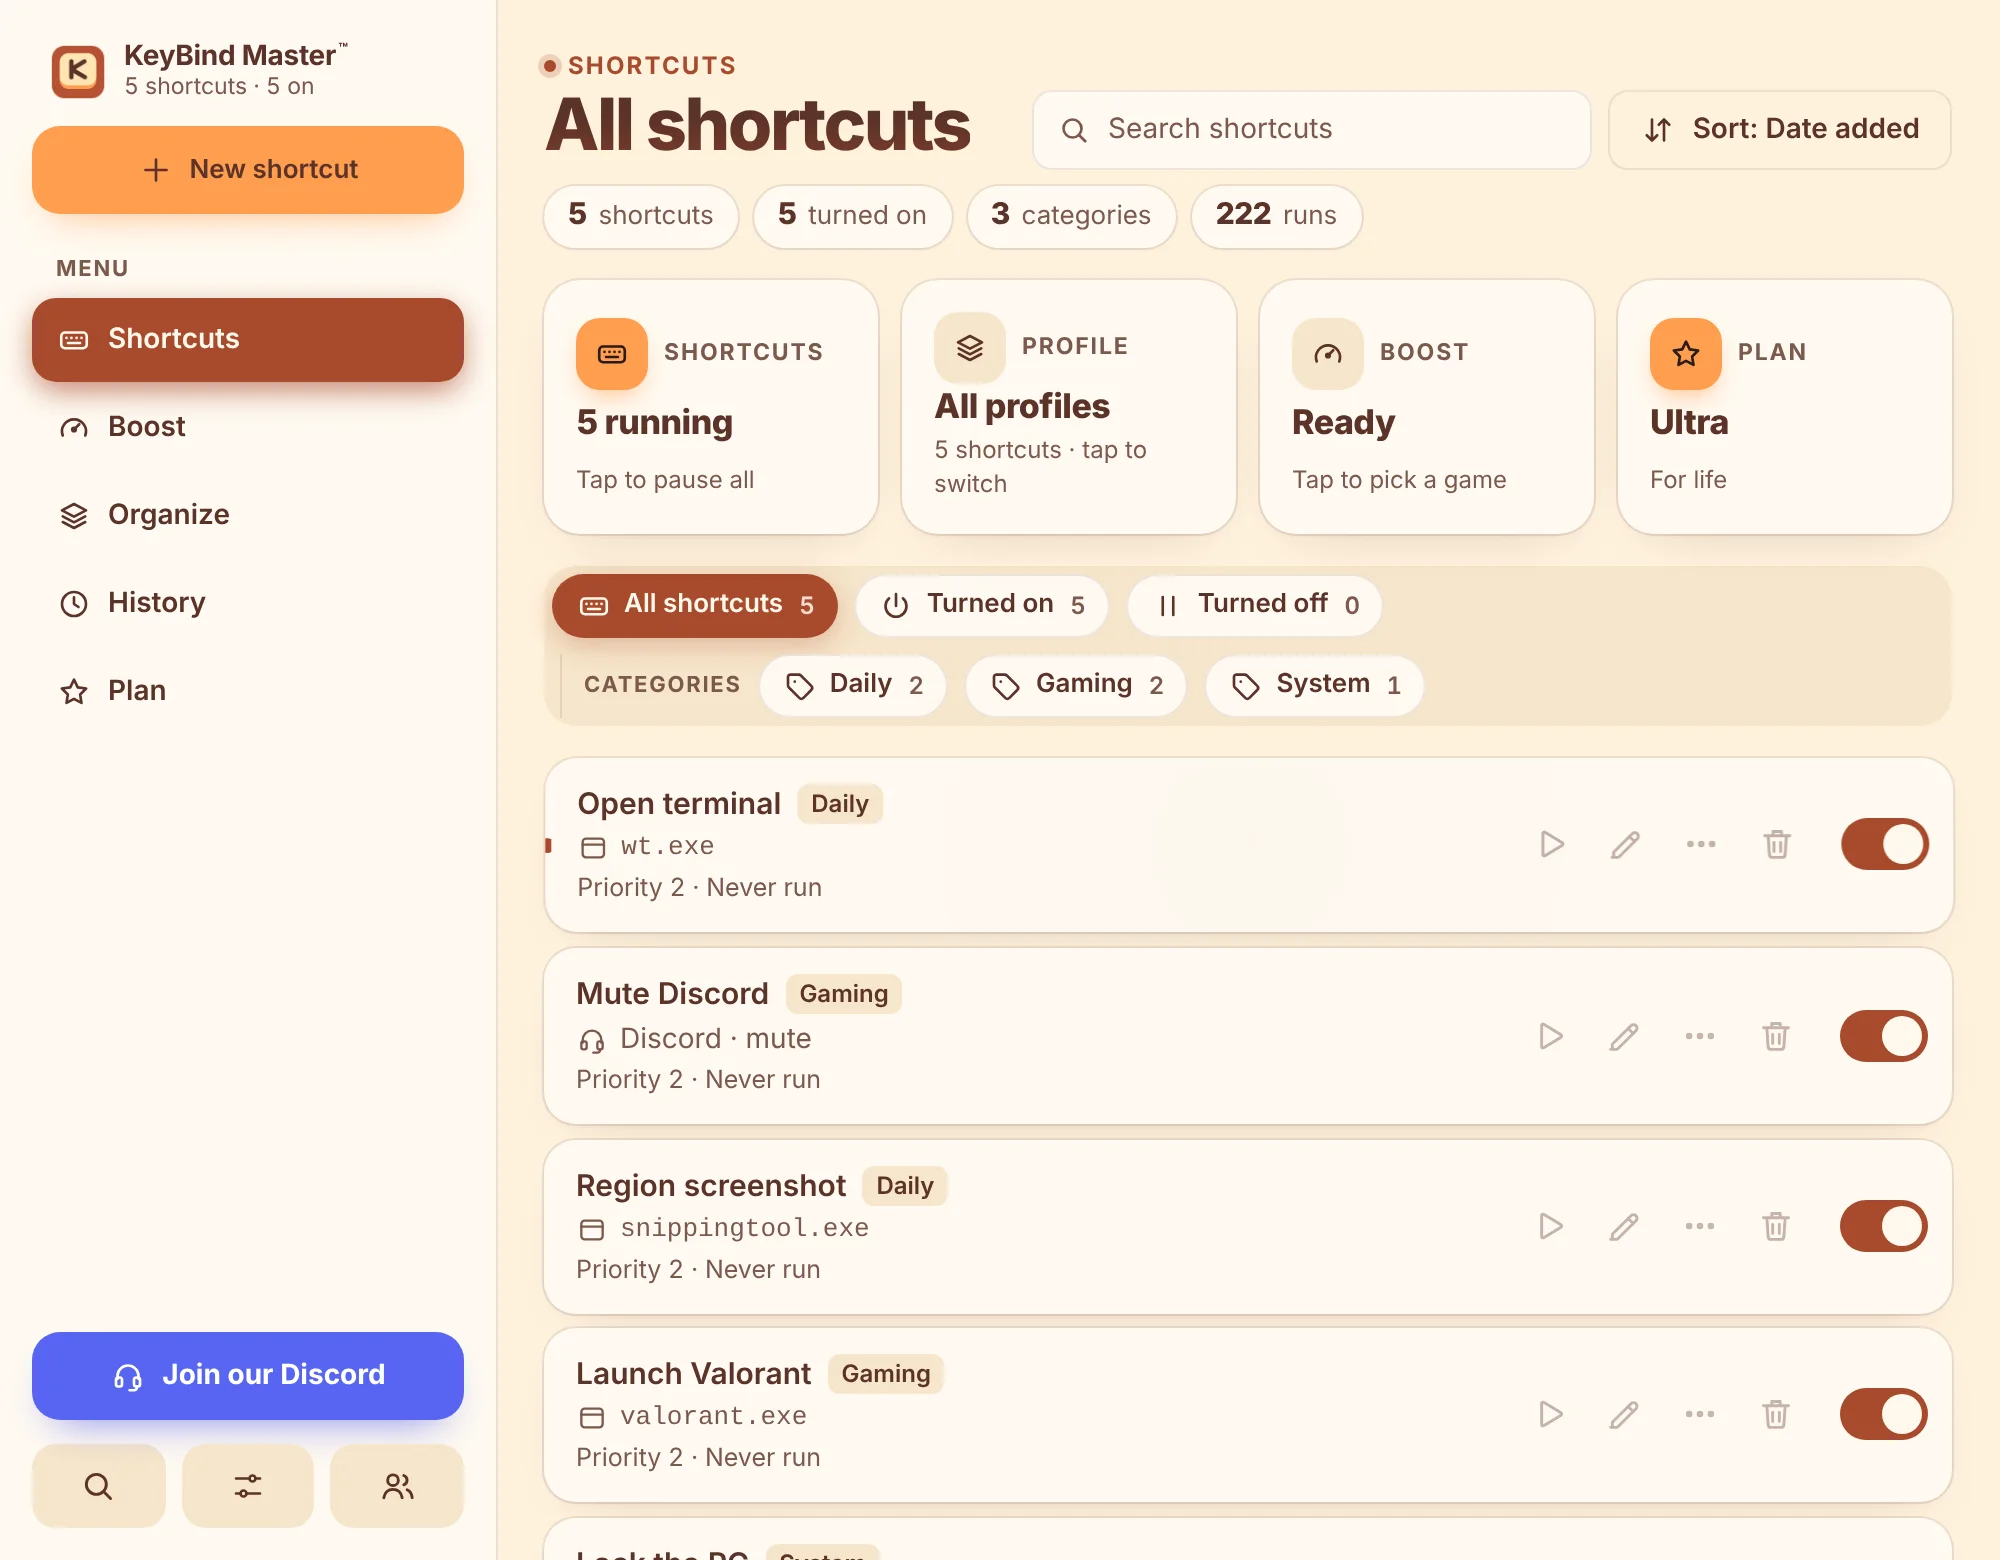 KeyBind Master™
5 shortcuts · 5 on
New shortcut
MENU
Shortcuts
Boost
Organize
History
Plan
Join our Discord
SHORTCUTS
All shortcuts
Search shortcuts
Sort: Date added
5 shortcuts
5 turned on
3 categories
222 runs
SHORTCUTS
5 running
Tap to pause all
PROFILE
All profiles
5 shortcuts · tap to
switch
BOOST
Ready
Tap to pick a game
PLAN
Ultra
For life
All shortcuts 5
Turned on 5
Turned off 0
CATEGORIES
Daily 2
Gaming 2
System 1
Open terminal Daily
wt.exe
Priority 2 · Never run
Mute Discord Gaming
Discord · mute
Priority 2 · Never run
Region screenshot Daily
snippingtool.exe
Priority 2 · Never run
Launch Valorant Gaming
valorant.exe
Priority 2 · Never run
Lock the PC System